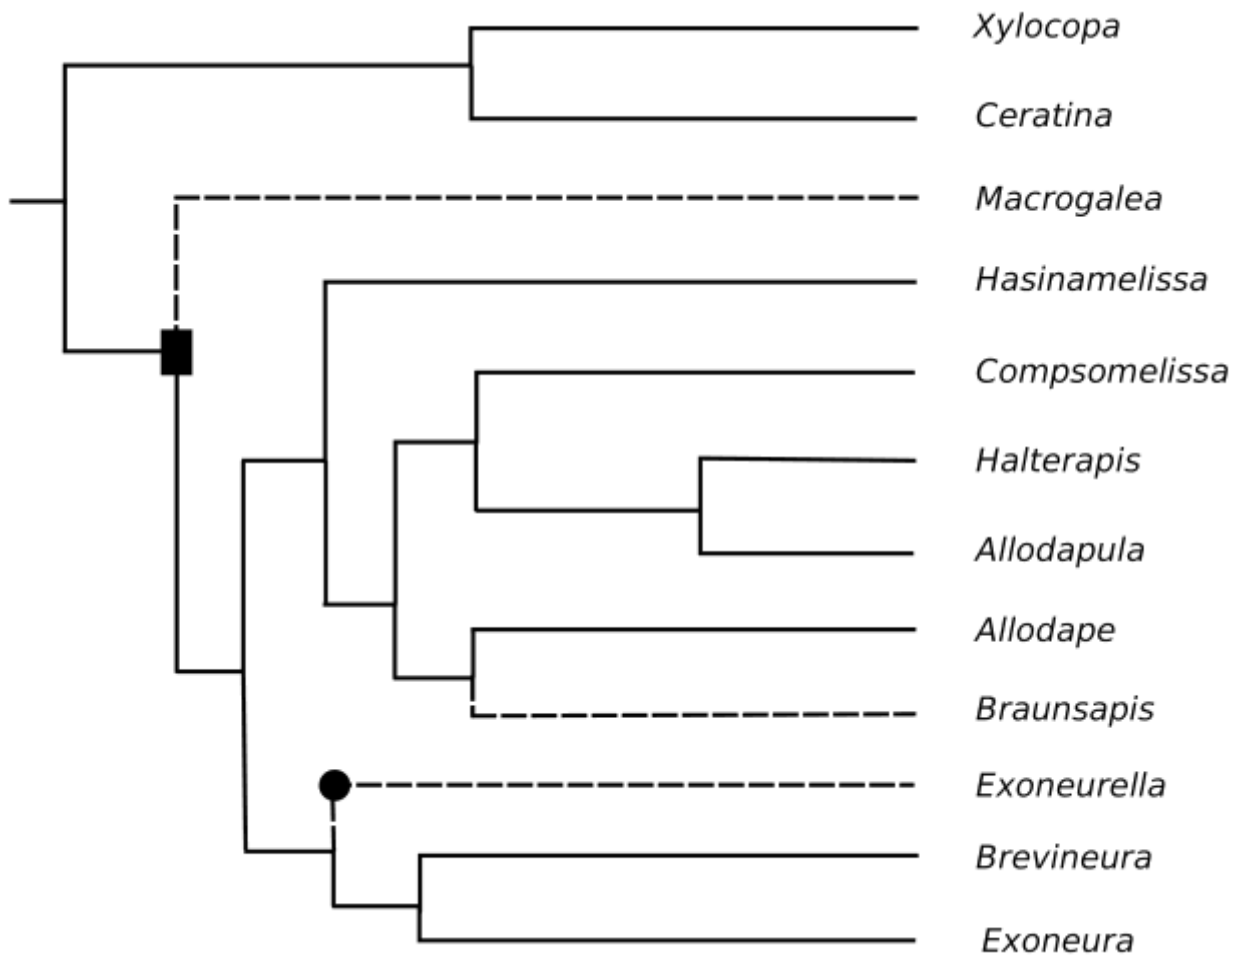 Xylocopa
Ceratina
Macrogalea
Hasinamelissa
Compsomelissa
Halterapis
Allodapula
Allodape
Braunsapis
Exoneurella
Brevineura
Exoneura